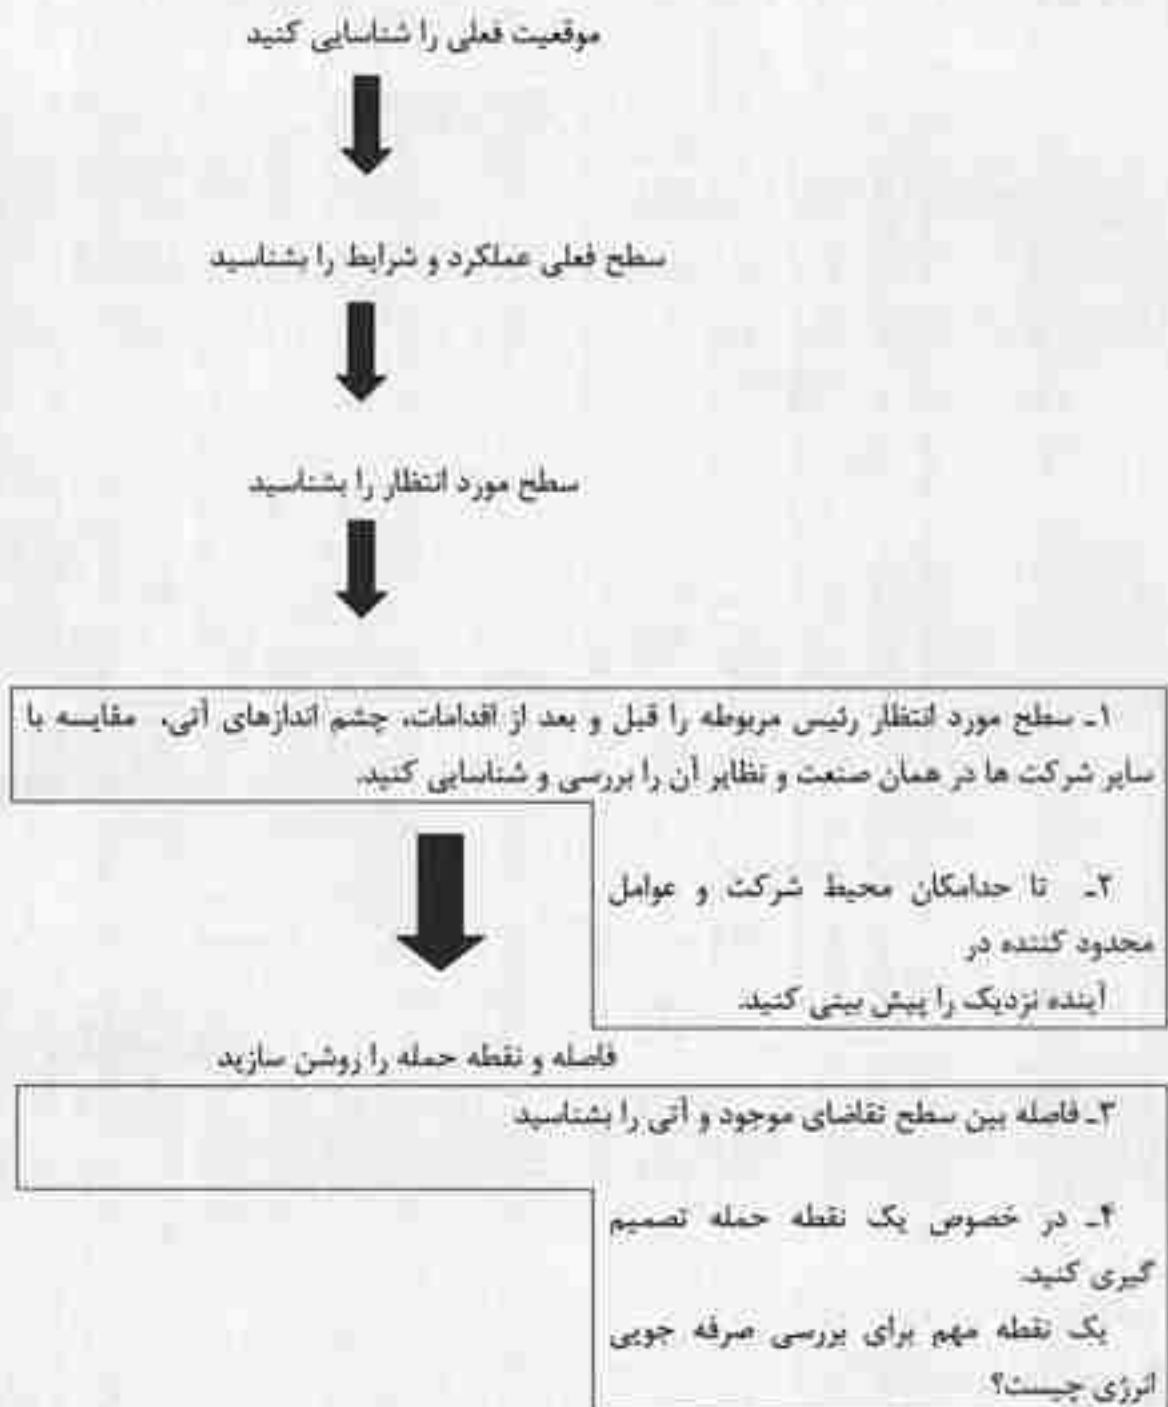 موقعیت فعلی را شناسایی کنید
سطح فعلی عملکرد و شرایط را بشناسید
سطح مورد انتظار را بشناسید
۱ـ سطح مورد انتظار رئیس مربوطه را قبل و بعد از اقدامات، چشم اندازهای آتی، مقایسه با
سایر شرکت ها در همان صنعت و نظایر آن را بررسی و شناسایی کنید.
۲ـ تا حدامکان محیط شرکت و عوامل
محدود کننده در
آینده نزدیک را پیش بینی کنید.
فاصله و نقطه حمله را روشن سازید
۳ـ فاصله بین سطح تقاضای موجود و آتی را بشناسید
۴ـ در خصوص یک نقطه حمله تصمیم
گیری کنید.
یک نقطه مهم برای بررسی صرفه جویی
انرژی چیست؟